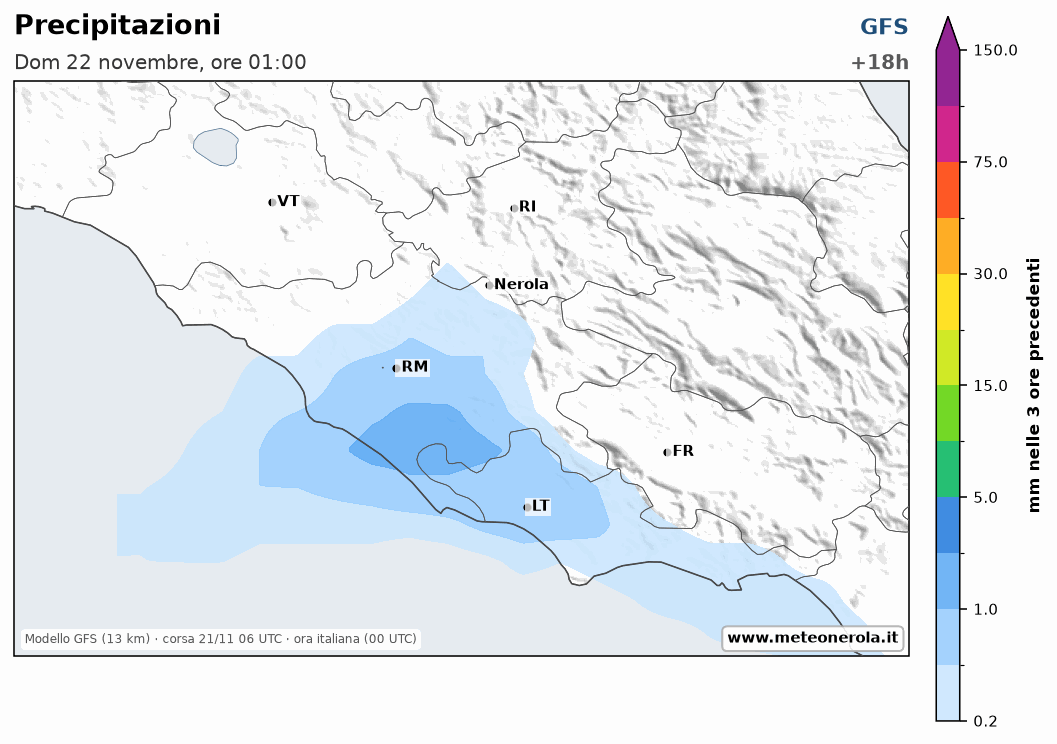 Precipitazioni
GFS
Dom 22 novembre, ore 01:00
+18h
150.0
75.0
30.0
15.0
5.0
1.0
0.2
mm nelle 3 ore precedenti
VT
RI
Nerola
RM
FR
LT
Modello GFS (13 km) · corsa 21/11 06 UTC · ora italiana (00 UTC)
www.meteonerola.it